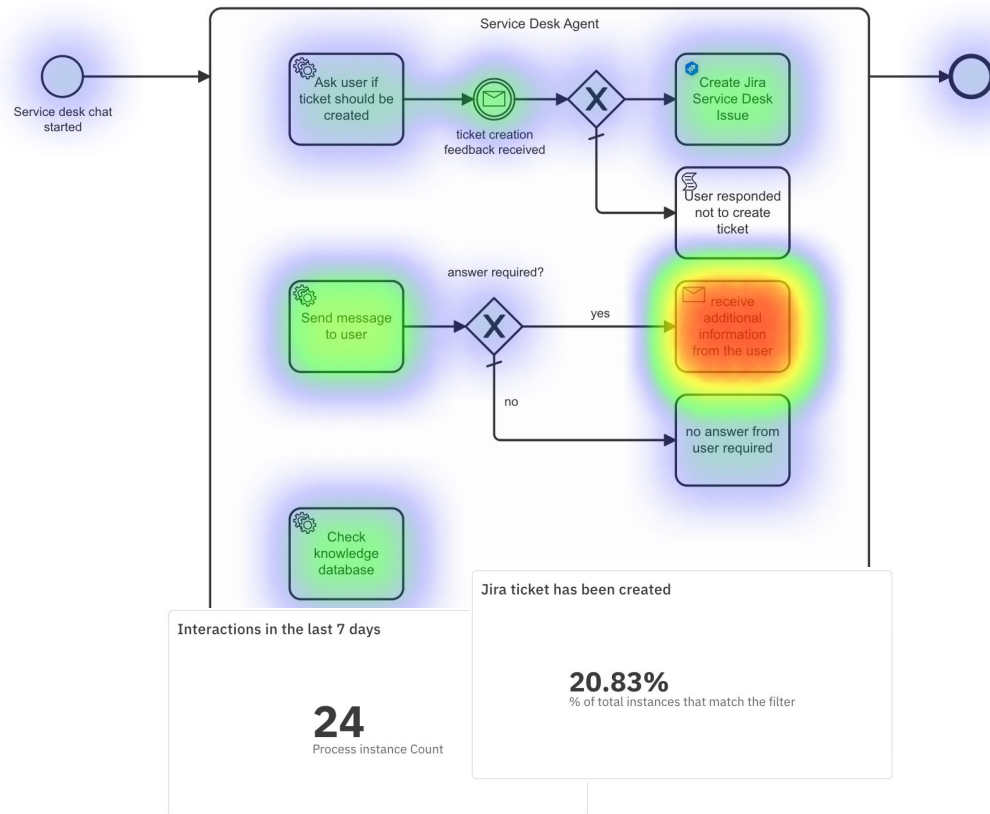 Service Desk Agent
Service desk chat
started
Ask user if
ticket should be
created
ticket creation
feedback received
X
Create Jira
Service Desk
Issue
User responded
not to create
ticket
answer required?
Send message
to user
X
yes
receive
additional
information
from the user
no
no answer from
user required
Check
knowledge
database
Jira ticket has been created
20.83%
% of total instances that match the filter
Interactions in the last 7 days
24
Process instance Count